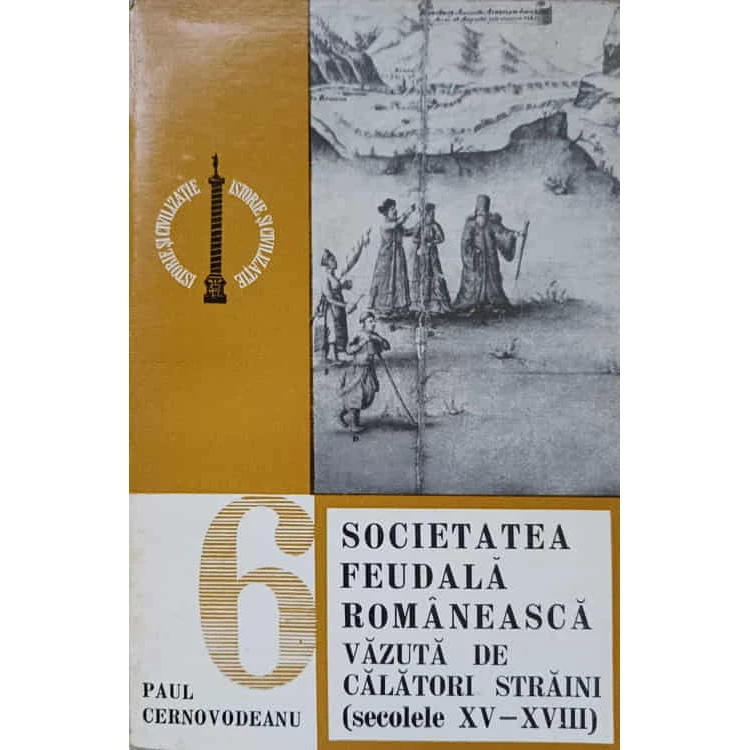 ISTORIE ȘI CIVILIZAȚIE
ISTORIE ȘI CIVILIZAȚIE
6
SOCIETATEA
FEUDALĂ
ROMÂNEASCĂ
VĂZUTĂ DE
CĂLĂTORI STRĂINI
(secolele XV–XVIII)
PAUL
CERNOVODEANU